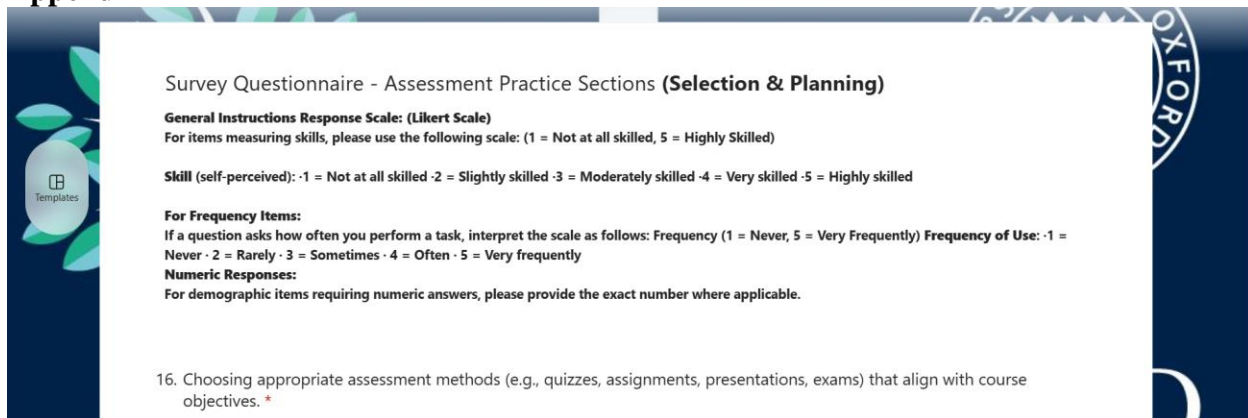 Survey Questionnaire - Assessment Practice Sections (Selection & Planning)
General Instructions Response Scale: (Likert Scale)
For items measuring skills, please use the following scale: (1 = Not at all skilled, 5 = Highly Skilled)
Skill (self-perceived): ·1 = Not at all skilled ·2 = Slightly skilled ·3 = Moderately skilled ·4 = Very skilled ·5 = Highly skilled
For Frequency Items:
If a question asks how often you perform a task, interpret the scale as follows: Frequency (1 = Never, 5 = Very Frequently) Frequency of Use: ·1 =
Never · 2 = Rarely · 3 = Sometimes · 4 = Often · 5 = Very frequently
Numeric Responses:
For demographic items requiring numeric answers, please provide the exact number where applicable.
16. Choosing appropriate assessment methods (e.g., quizzes, assignments, presentations, exams) that align with course
objectives. *
Templates
OXFORD